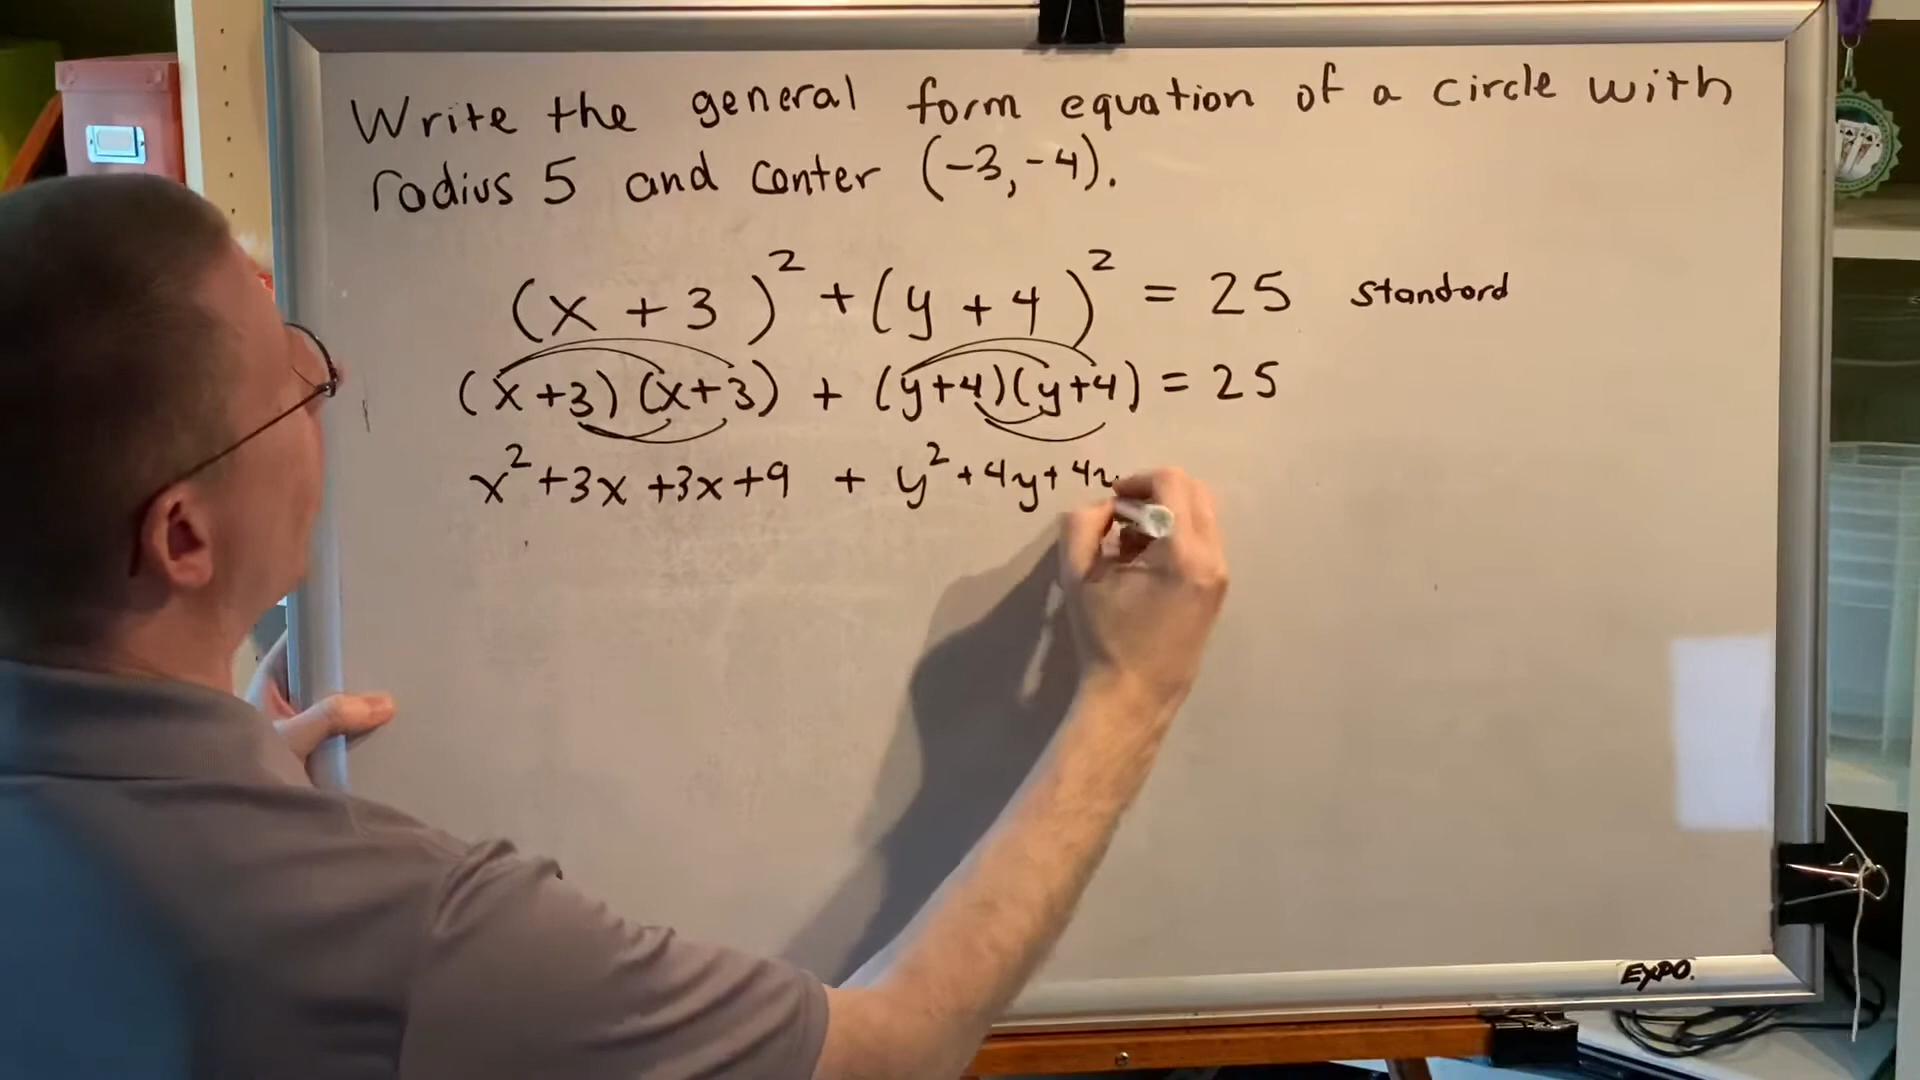 Write the general form equation of a circle with
radius 5 and center (-3, -4).
(x + 3)² + (y + 4)² = 25 standard
(x+3)(x+3) + (y+4)(y+4) = 25
x² +3x +3x+9 + y² +4y+ 4y
EXPO.